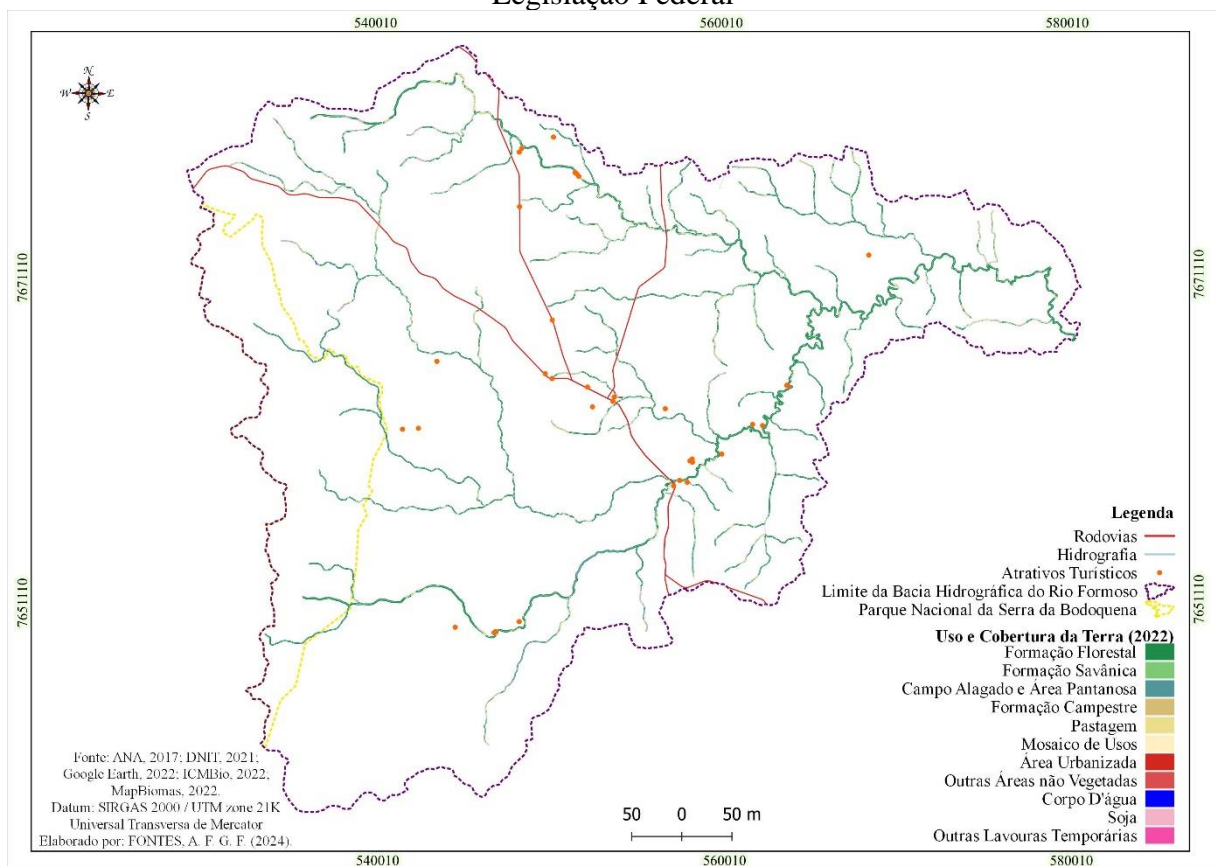 Legislação Federal
540010 560010 580010
N
W E
S
7671110 7671110
7651110 7651110
Legenda
Rodovias
Hidrografia
Atrativos Turísticos
Limite da Bacia Hidrográfica do Rio Formoso
Parque Nacional da Serra da Bodoquena
Uso e Cobertura da Terra (2022)
Formação Florestal
Formação Savânica
Campo Alagado e Área Pantanosa
Formação Campestre
Pastagem
Mosaico de Usos
Área Urbanizada
Outras Áreas não Vegetadas
Corpo D'água
Soja
Outras Lavouras Temporárias
Fonte: ANA, 2017; DNIT, 2021;
Google Earth, 2022; ICMBio, 2022;
MapBiomas, 2022.
Datum: SIRGAS 2000 / UTM zone 21K
Universal Transversa de Mercator
Elaborado por: FONTES, A. F. G. F. (2024).
50 0 50 m
540010 560010 580010